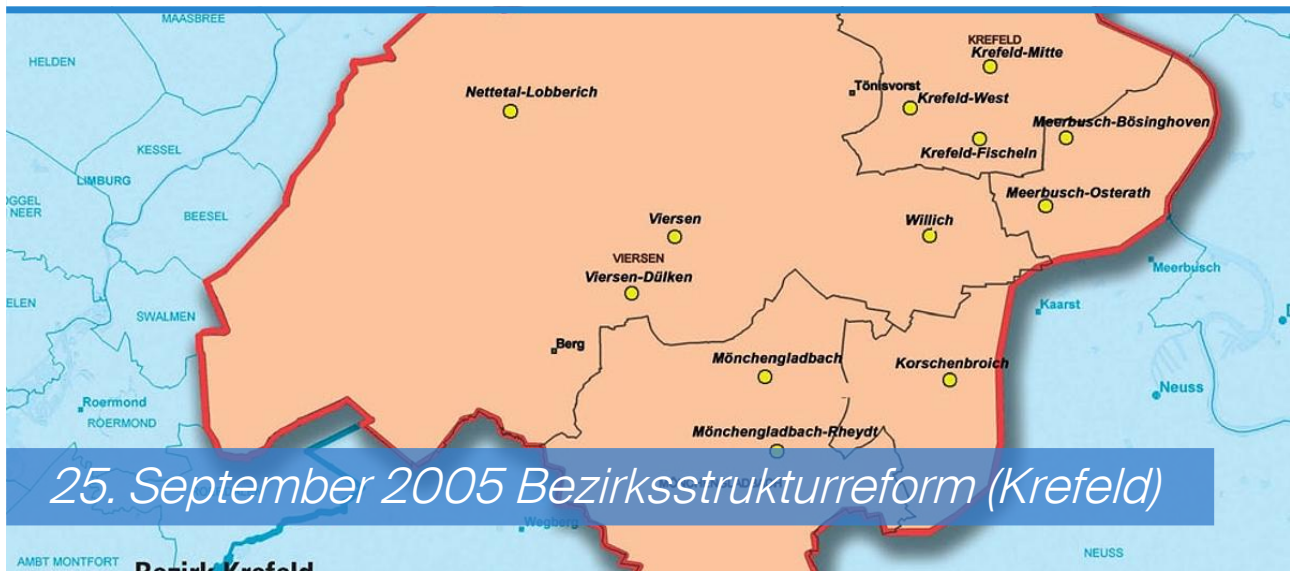 MAASBREE
HELDEN
KREFELD
Krefeld-Mitte
Nettetal-Lobberich
Tönisvorst
Krefeld-West
Meerbusch-Bösinghoven
KESSEL
Krefeld-Fischeln
LIMBURG
Meerbusch-Osterath
OGGEL
NEER
BEESEL
Viersen
Willich
VIERSEN
Meerbusch
Viersen-Dülken
ELEN
Kaarst
SWALMEN
Berg
Mönchengladbach
Korschenbroich
Neuss
Roermond
ROERMOND
Mönchengladbach-Rheydt
25. September 2005 Bezirksstrukturreform (Krefeld)
Wegberg
NEUSS
AMBT MONTFORT
Bezirk Krefeld